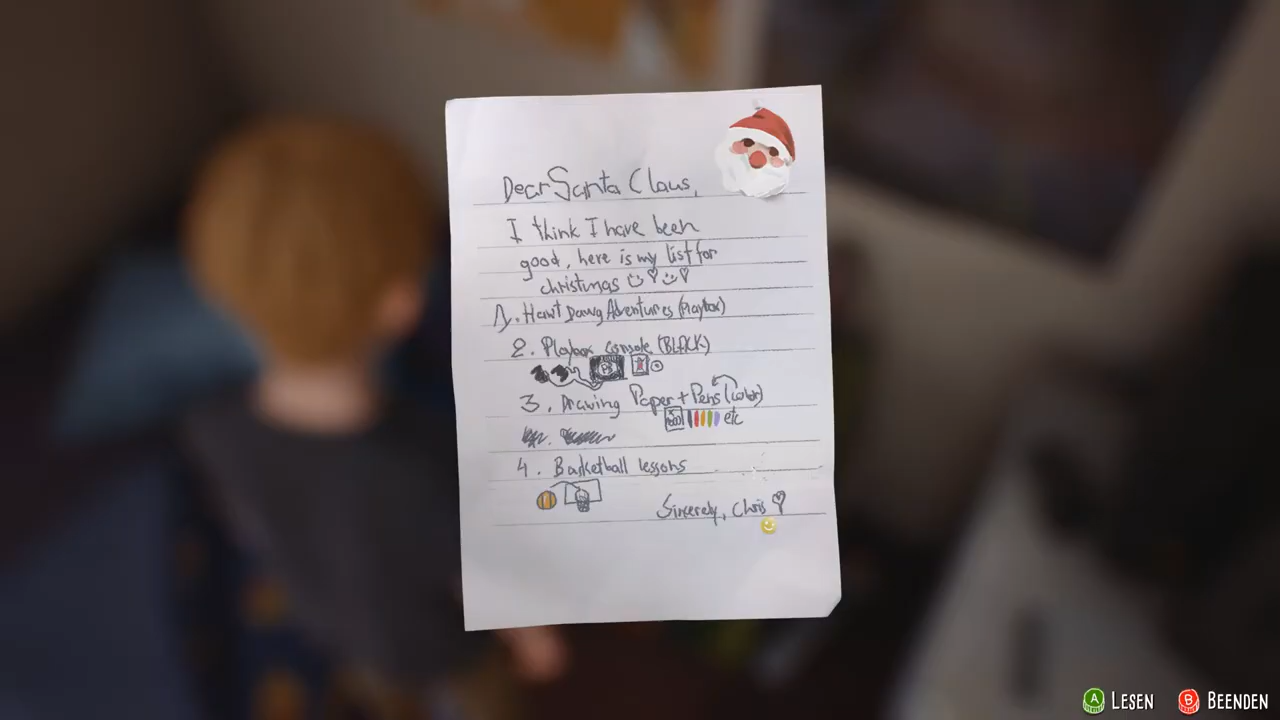 Dear Santa Claus,
I think I have been
good, here is my list for
christmas
1. Hawt Dawg Adventures (Playbox)
2. Playbox console (BLACK)
3. Drawing Paper + Pens (color)
etc
4. Basketball lessons
Sincerely, Chris
A LESEN B BEENDEN